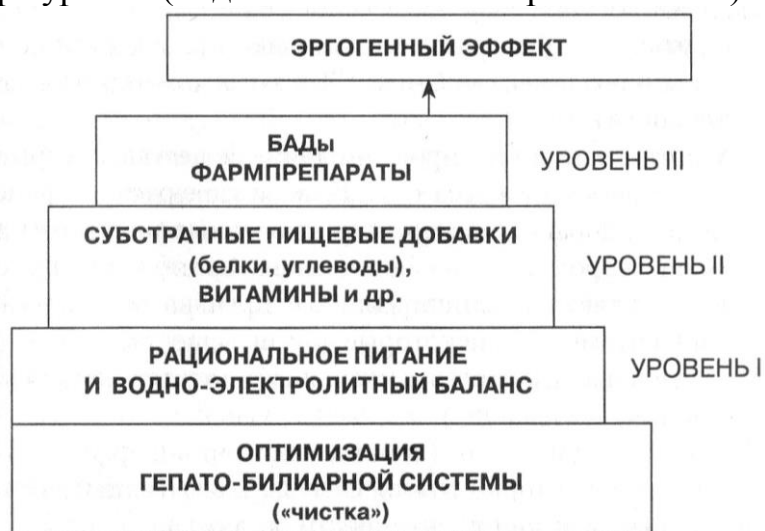 ЭРГОГЕННЫЙ ЭФФЕКТ
БАДы
ФАРМПРЕПАРАТЫ
УРОВЕНЬ III
СУБСТРАТНЫЕ ПИЩЕВЫЕ ДОБАВКИ
(белки, углеводы),
ВИТАМИНЫ и др.
УРОВЕНЬ II
РАЦИОНАЛЬНОЕ ПИТАНИЕ
И ВОДНО-ЭЛЕКТРОЛИТНЫЙ БАЛАНС
УРОВЕНЬ I
ОПТИМИЗАЦИЯ
ГЕПАТО-БИЛИАРНОЙ СИСТЕМЫ
(«чистка»)